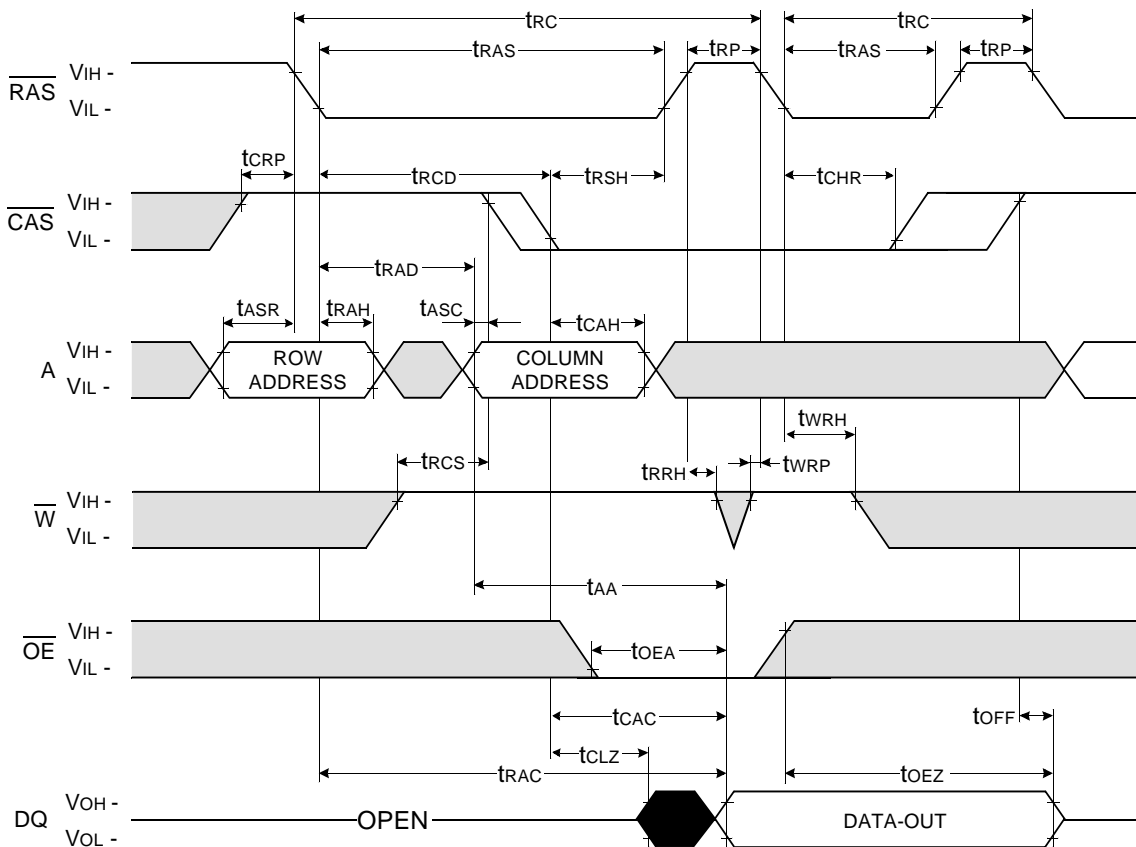 tRC tRC
tRAS tRP tRAS tRP
RAS VIH -
VIL -
tCRP tRCD tRSH tCHR
CAS VIH -
VIL -
tRAD
tASR tRAH tASC tCAH
A VIH -
VIL -
ROW ADDRESS
COLUMN ADDRESS
tWRH
tRCS tRRH tWRP
W VIH -
VIL -
tAA
OE VIH -
VIL -
tOEA
tCAC tOFF
tCLZ
tRAC tOEZ
DQ VOH -
VOL -
OPEN DATA-OUT